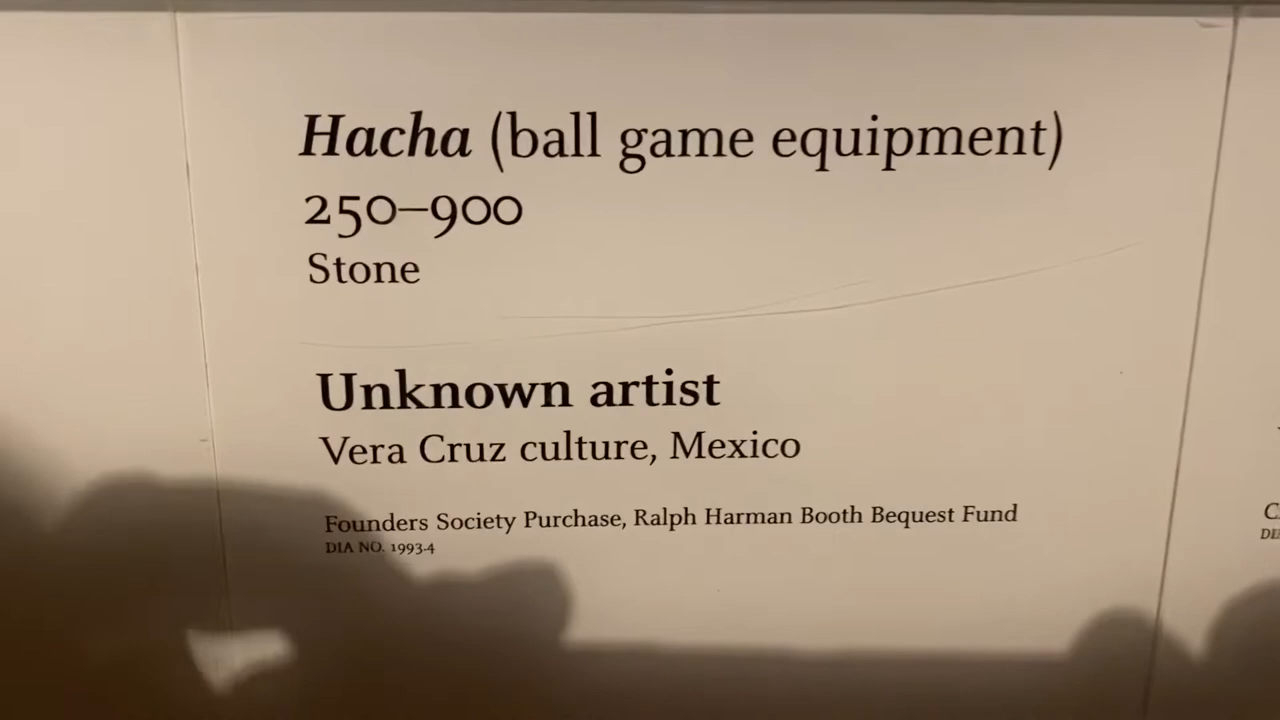 Hacha (ball game equipment)
250–900
Stone
Unknown artist
Vera Cruz culture, Mexico
Founders Society Purchase, Ralph Harman Booth Bequest Fund
DIA NO. 1993.4